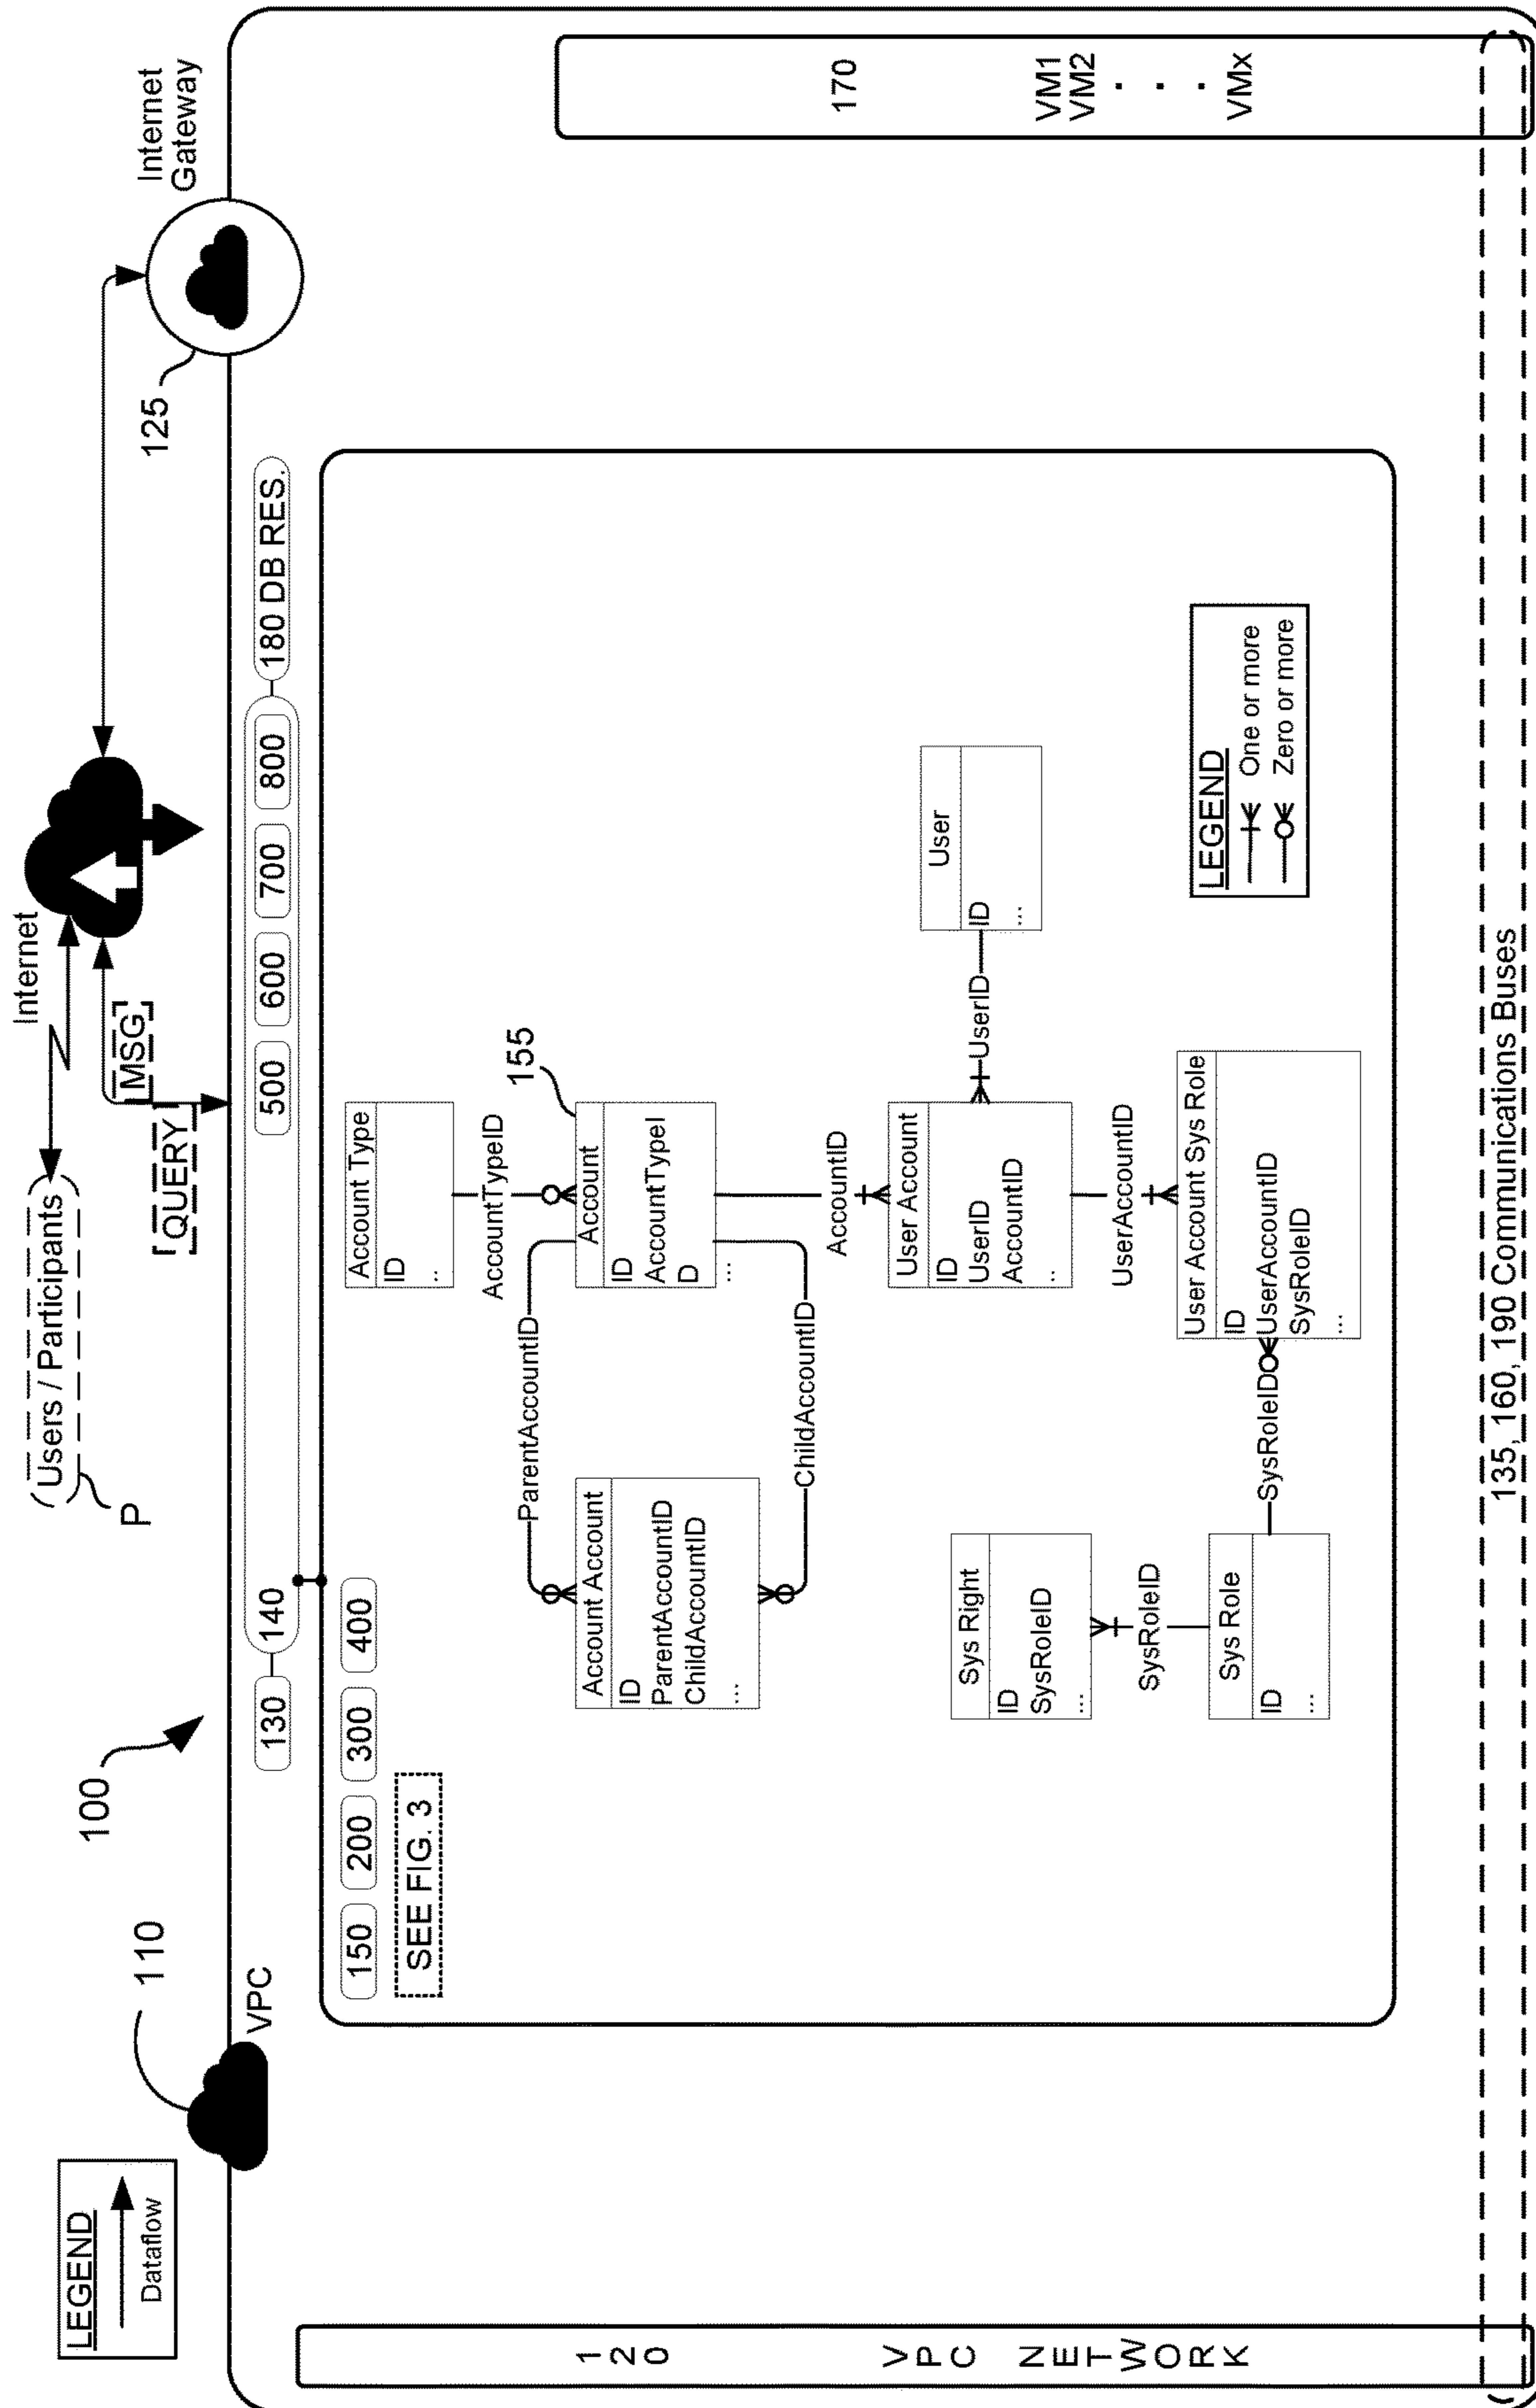 LEGEND
Dataflow
110
VPC
100
Users / Participants
P
Internet
MSG
QUERY
125
Internet
Gateway
130
140
500
600
700
800
180 DB RES.
150
200
300
400
SEE FIG. 3
120
VPC NETWORK
Account Type
ID
..
AccountTypeID
155
Account
ID
AccountTypeI
D
...
ParentAccountID
ChildAccountID
Account Account
ID
ParentAccountID
ChildAccountID
...
AccountID
User Account
ID
UserID
AccountID
..
UserID
User
ID
...
UserAccountID
User Account Sys Role
ID
UserAccountID
SysRoleID
...
SysRoleID
Sys Right
ID
SysRoleID
...
SysRoleID
Sys Role
ID
...
LEGEND
One or more
Zero or more
170
VM1
VM2
.
.
.
VMx
135, 160, 190 Communications Buses